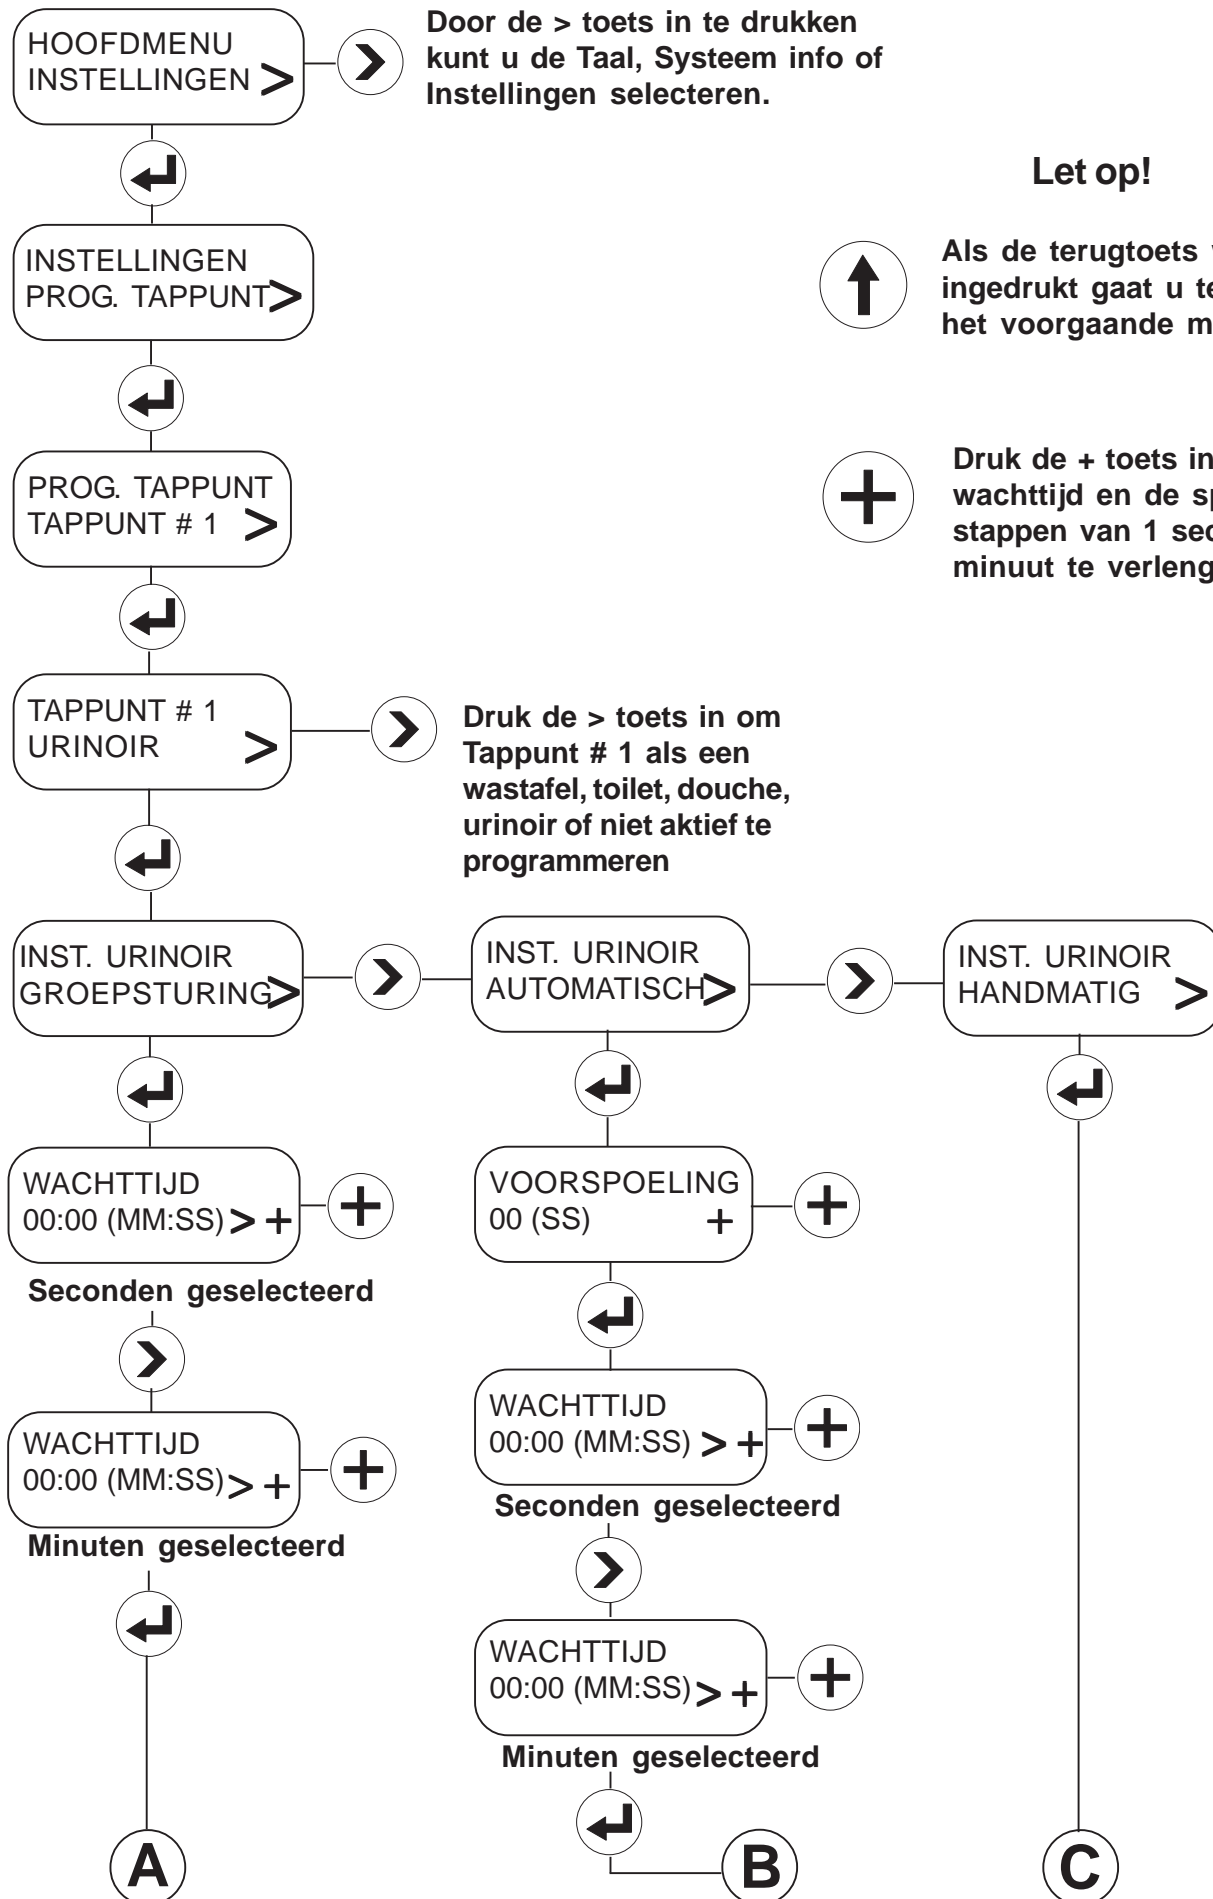 HOOFDMENU
INSTELLINGEN >
Door de > toets in te drukken
kunt u de Taal, Systeem info of
Instellingen selecteren.
Let op!
INSTELLINGEN
PROG. TAPPUNT >
Als de terugtoets
ingedrukt gaat u
het voorgaande
PROG. TAPPUNT
TAPPUNT # 1 >
Druk de + toets in
wachttijd en de
stappen van 1
minuut te
TAPPUNT # 1
URINOIR >
Druk de > toets in om
Tappunt # 1 als een
wastafel, toilet, douche,
urinoir of niet aktief te
programmeren
INST. URINOIR
GROEPSTURING >
INST. URINOIR
AUTOMATISCH >
INST. URINOIR
HANDMATIG >
WACHTTIJD
00:00 (MM:SS) > +
Seconden geselecteerd
WACHTTIJD
00:00 (MM:SS) > +
Minuten geselecteerd
A
VOORSPOELING
00 (SS) +
WACHTTIJD
00:00 (MM:SS) > +
Seconden geselecteerd
WACHTTIJD
00:00 (MM:SS) > +
Minuten geselecteerd
B
C